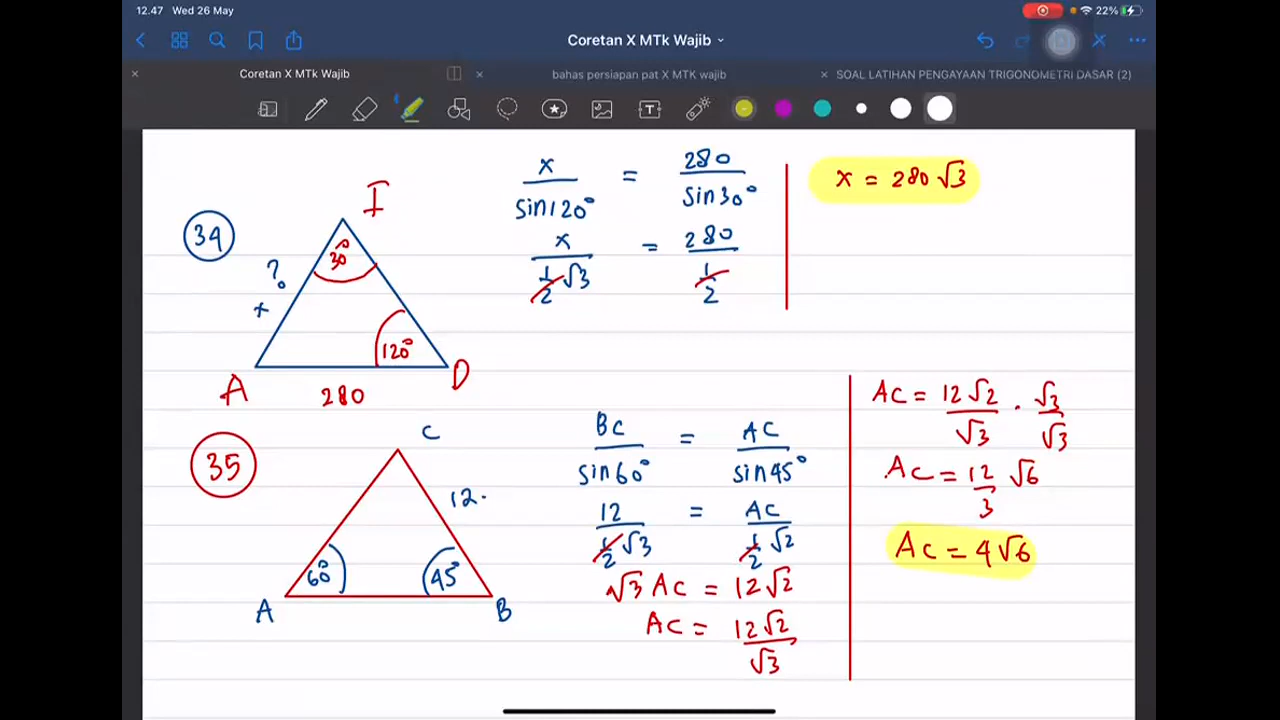 12.47 Wed 26 May
22%
Coretan X MTk Wajib
Coretan X MTk Wajib
bahas persiapan pat X MTK wajib
SOAL LATIHAN PENGAYAAN TRIGONOMETRI DASAR (2)
34
I
30°
?
x
120°
A
D
280
x / sin120° = 280 / sin30°
x / ½√3 = 280 / ½
x = 280√3
35
C
12.
60°
45°
A
B
BC / sin60° = AC / sin45°
12 / ½√3 = AC / ½√2
√3 AC = 12√2
AC = 12√2 / √3
AC = 12√2 / √3 . √3 / √3
AC = 12 / 3 √6
AC = 4√6